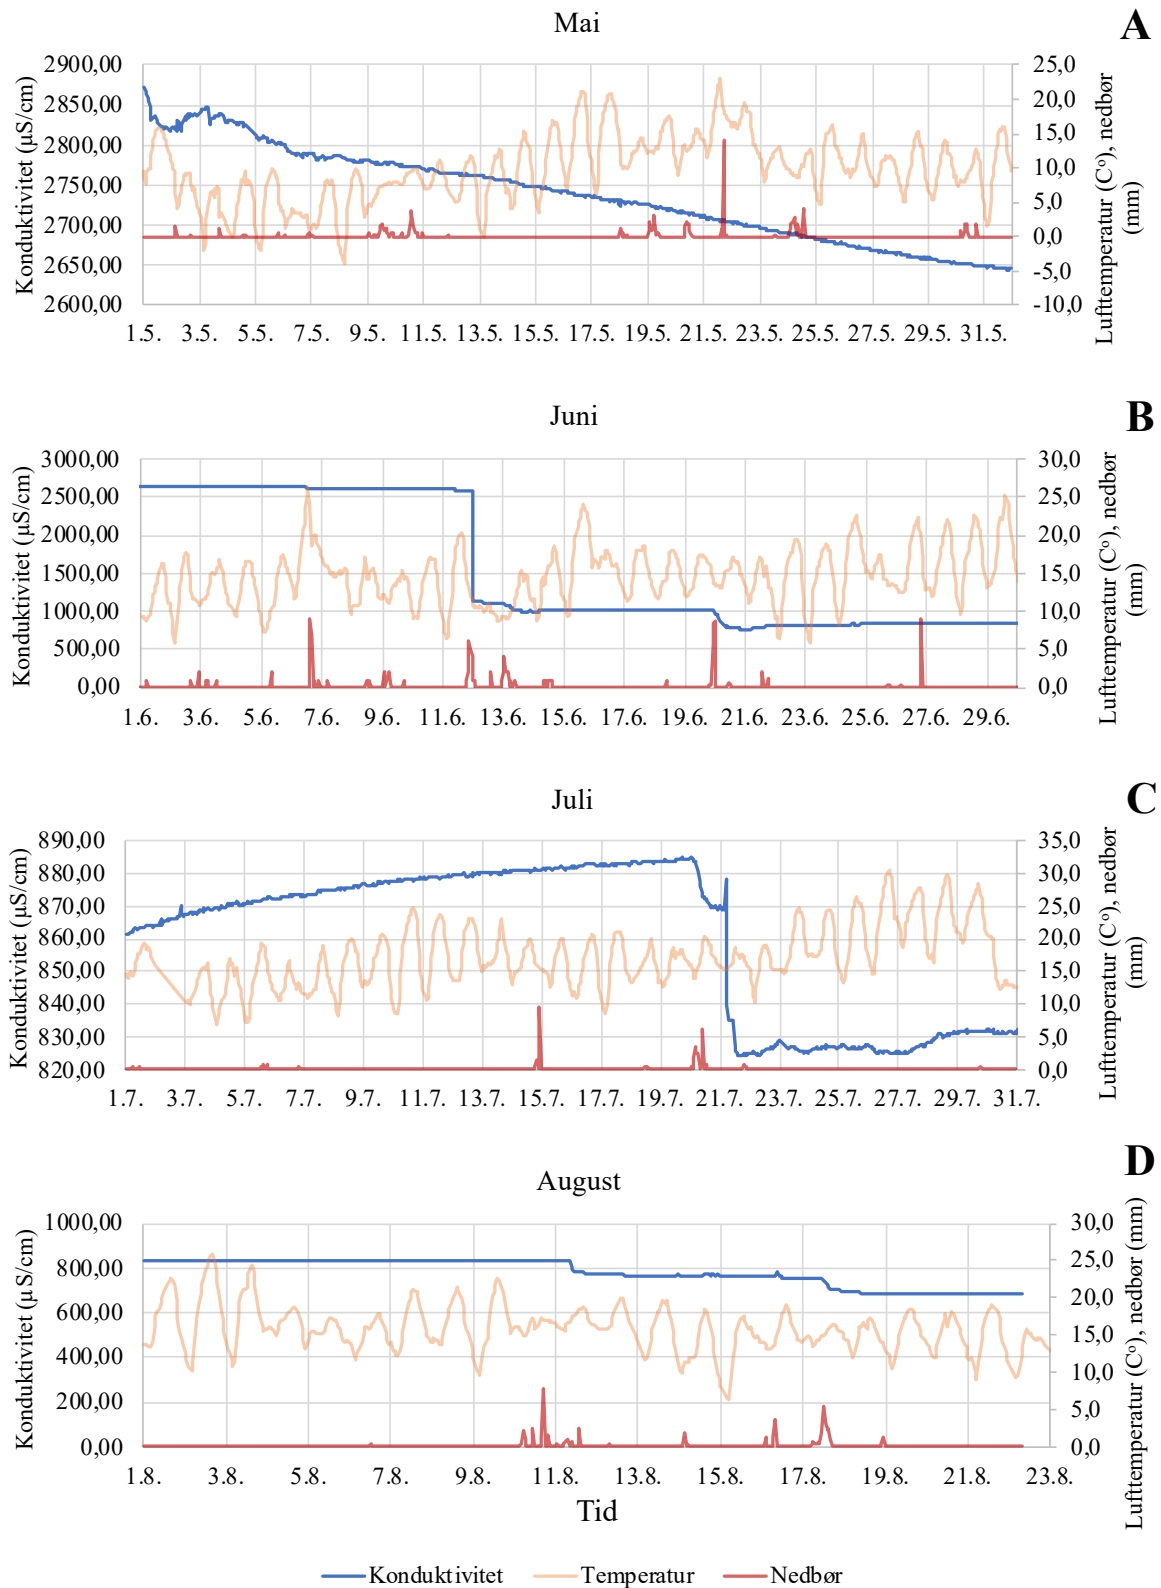 Mai
A
Konduktivitet (µS/cm)
2900,00
2850,00
2800,00
2750,00
2700,00
2650,00
2600,00
25,0
20,0
15,0
10,0
5,0
0,0
-5,0
-10,0
Lufttemperatur (C°), nedbør
(mm)
1.5. 3.5. 5.5. 7.5. 9.5. 11.5. 13.5. 15.5. 17.5. 19.5. 21.5. 23.5. 25.5. 27.5. 29.5. 31.5.
Juni
B
Konduktivitet (µS/cm)
3000,00
2500,00
2000,00
1500,00
1000,00
500,00
0,00
30,0
25,0
20,0
15,0
10,0
5,0
0,0
Lufttemperatur (C°), nedbør
(mm)
1.6. 3.6. 5.6. 7.6. 9.6. 11.6. 13.6. 15.6. 17.6. 19.6. 21.6. 23.6. 25.6. 27.6. 29.6.
Juli
C
Konduktivitet (µS/cm)
890,00
880,00
870,00
860,00
850,00
840,00
830,00
820,00
35,0
30,0
25,0
20,0
15,0
10,0
5,0
0,0
Lufttemperatur (C°), nedbør
(mm)
1.7. 3.7. 5.7. 7.7. 9.7. 11.7. 13.7. 15.7. 17.7. 19.7. 21.7. 23.7. 25.7. 27.7. 29.7. 31.7.
August
D
Konduktivitet (µS/cm)
1000,00
800,00
600,00
400,00
200,00
0,00
30,0
25,0
20,0
15,0
10,0
5,0
0,0
Lufttemperatur (C°), nedbør (mm)
1.8. 3.8. 5.8. 7.8. 9.8. 11.8. 13.8. 15.8. 17.8. 19.8. 21.8. 23.8.
Tid
Konduktivitet Temperatur Nedbør